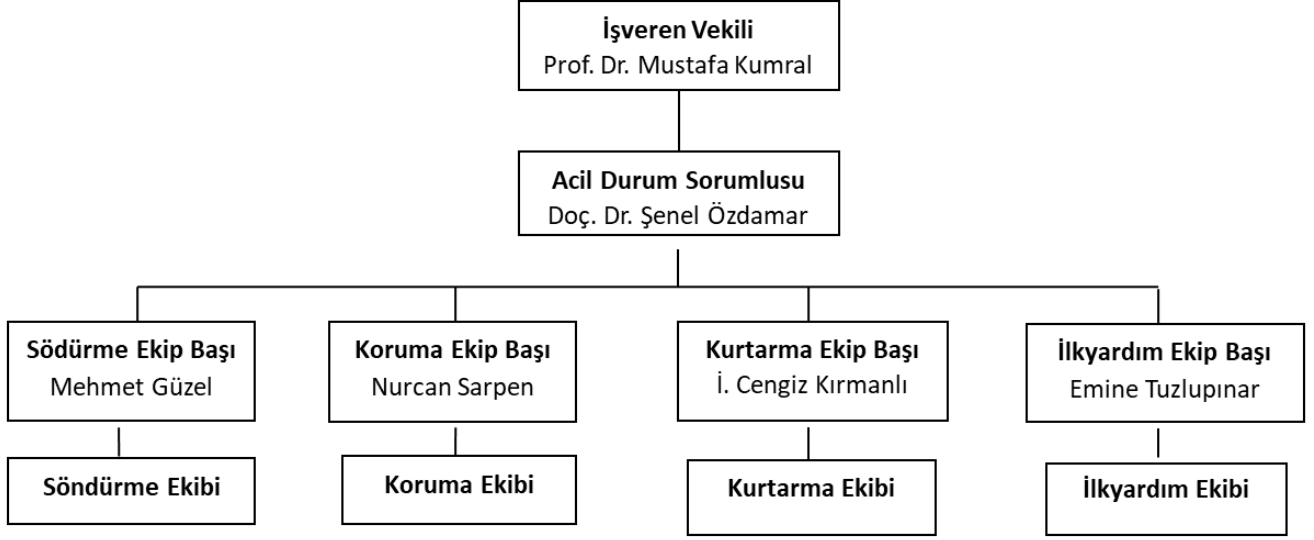 İşveren Vekili
Prof. Dr. Mustafa Kumral
Acil Durum Sorumlusu
Doç. Dr. Şenel Özdamar
Södürme Ekip Başı
Mehmet Güzel
Koruma Ekip Başı
Nurcan Sarpen
Kurtarma Ekip Başı
İ. Cengiz Kırmanlı
İlkyardım Ekip Başı
Emine Tuzlupınar
Söndürme Ekibi
Koruma Ekibi
Kurtarma Ekibi
İlkyardım Ekibi